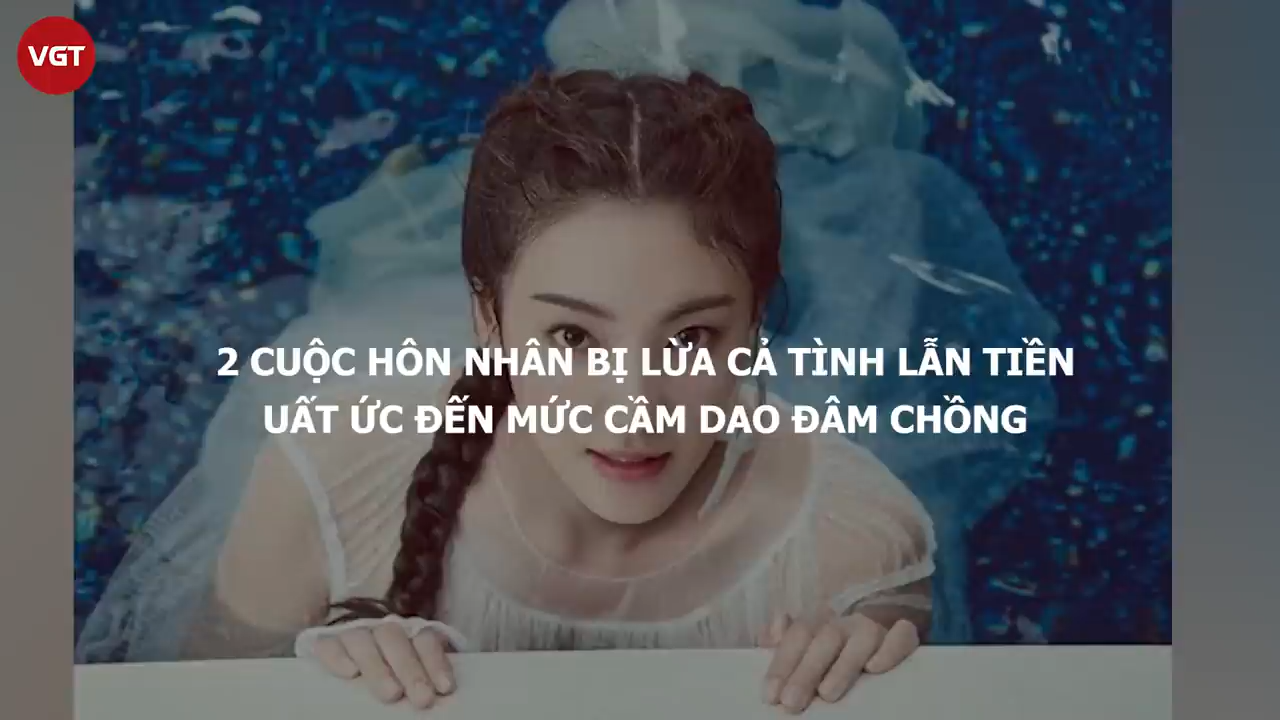 VGT
2 CUỘC HÔN NHÂN BỊ LỪA CẢ TÌNH LẪN TIỀN
UẤT ỨC ĐẾN MỨC CẦM DAO ĐÂM CHỒNG